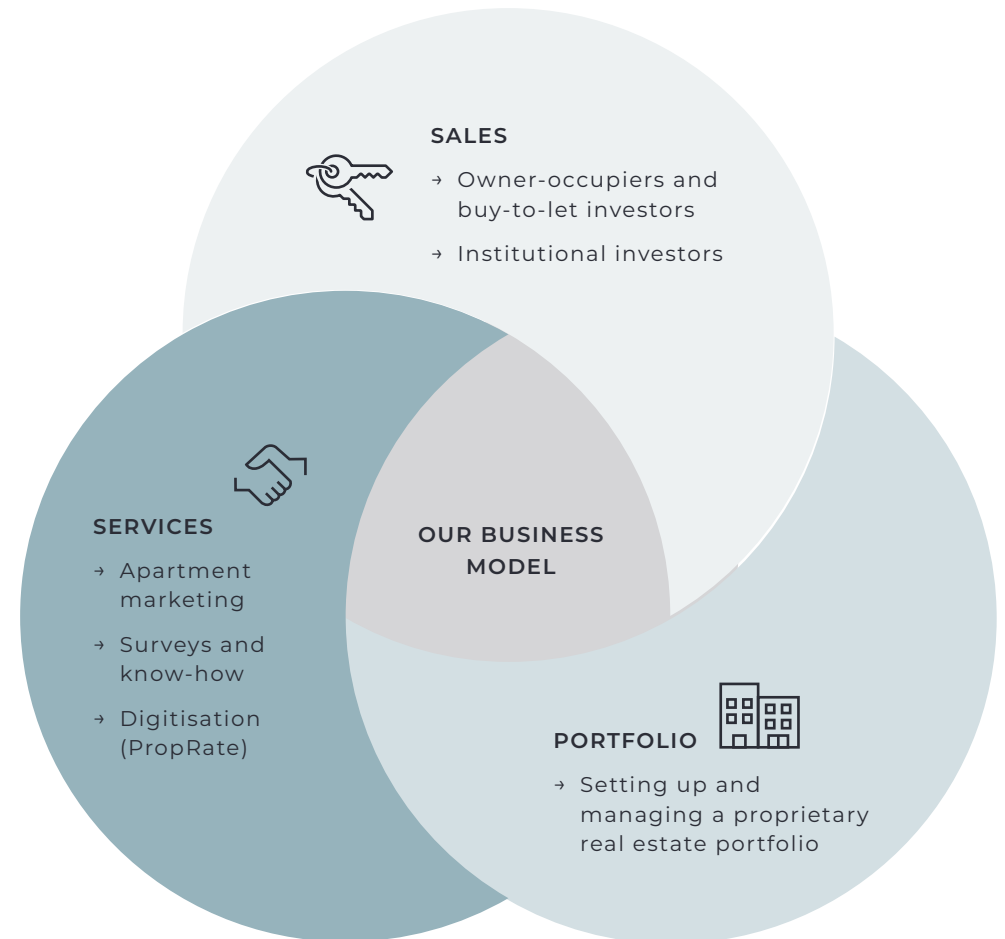 SALES
→ Owner-occupiers and
buy-to-let investors
→ Institutional investors
SERVICES
→ Apartment
marketing
→ Surveys and
know-how
→ Digitisation
(PropRate)
OUR BUSINESS
MODEL
PORTFOLIO
→ Setting up and
managing a proprietary
real estate portfolio